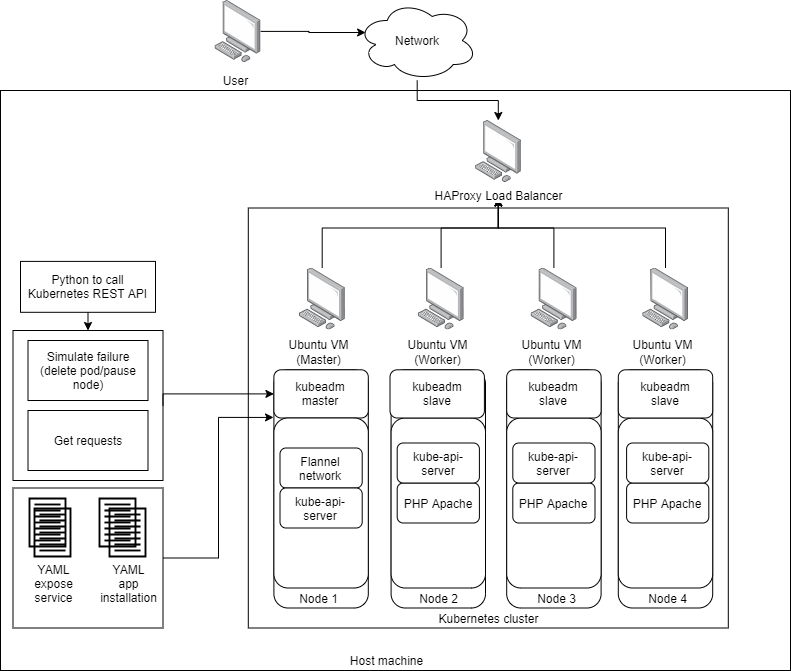 Network
User
HAProxy Load Balancer
Python to call
Kubernetes REST API
Simulate failure
(delete pod/pause
node)
Get requests
YAML
expose
service
YAML
app
installation
Ubuntu VM
(Master)
kubeadm
master
Flannel
network
kube-api-
server
Node 1
Ubuntu VM
(Worker)
kubeadm
slave
kube-api-
server
PHP Apache
Node 2
Ubuntu VM
(Worker)
kubeadm
slave
kube-api-
server
PHP Apache
Node 3
Ubuntu VM
(Worker)
kubeadm
slave
kube-api-
server
PHP Apache
Node 4
Kubernetes cluster
Host machine